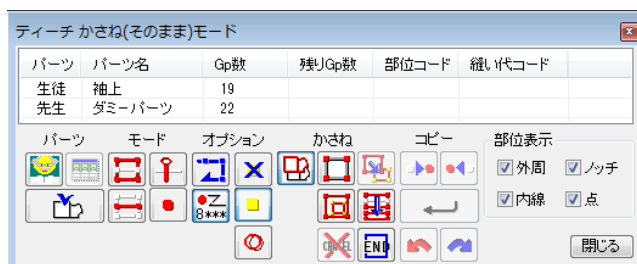 ティーチ かさね(そのまま)モード
パーツ パーツ名 Gp数 残りGp数 部位コード 縫い代コード
生徒 袖上 19
先生 ダミーパーツ 22
パーツ モード オプション かさね コピー 部位表示
外周 ノッチ
Z
8***
内線 点
CANCEL END 閉じる